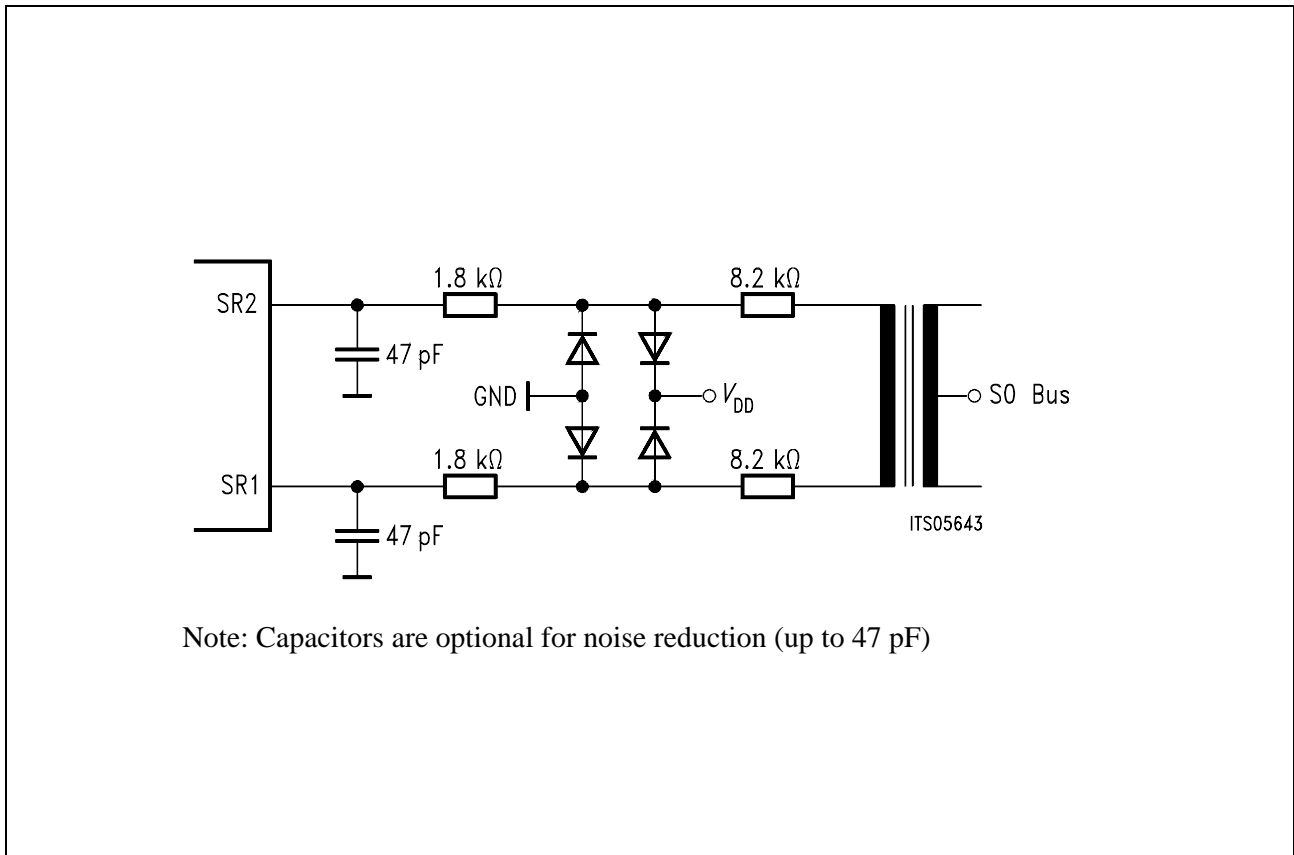 1.8 kΩ
8.2 kΩ
SR2
47 pF
GND
V_DD
S0 Bus
1.8 kΩ
8.2 kΩ
SR1
ITS05643
47 pF
Note: Capacitors are optional for noise reduction (up to 47 pF)